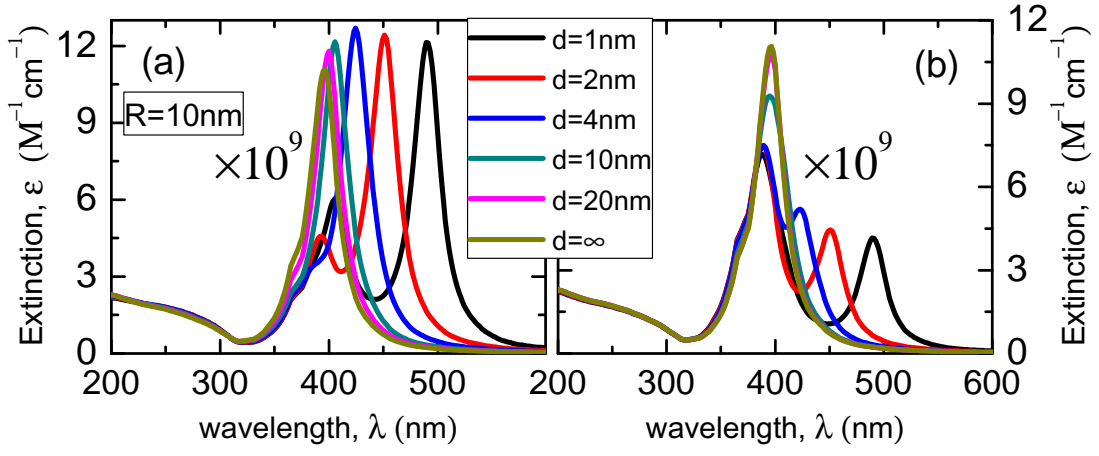 (a)
R=10nm
×10⁹
Extinction, ε (M⁻¹cm⁻¹)
12
9
6
3
0
200
300
400
500
wavelength, λ (nm)
d=1nm
d=2nm
d=4nm
d=10nm
d=20nm
d=∞
(b)
×10⁹
12
9
6
3
0
Extinction, ε (M⁻¹cm⁻¹)
200
300
400
500
600
wavelength, λ (nm)